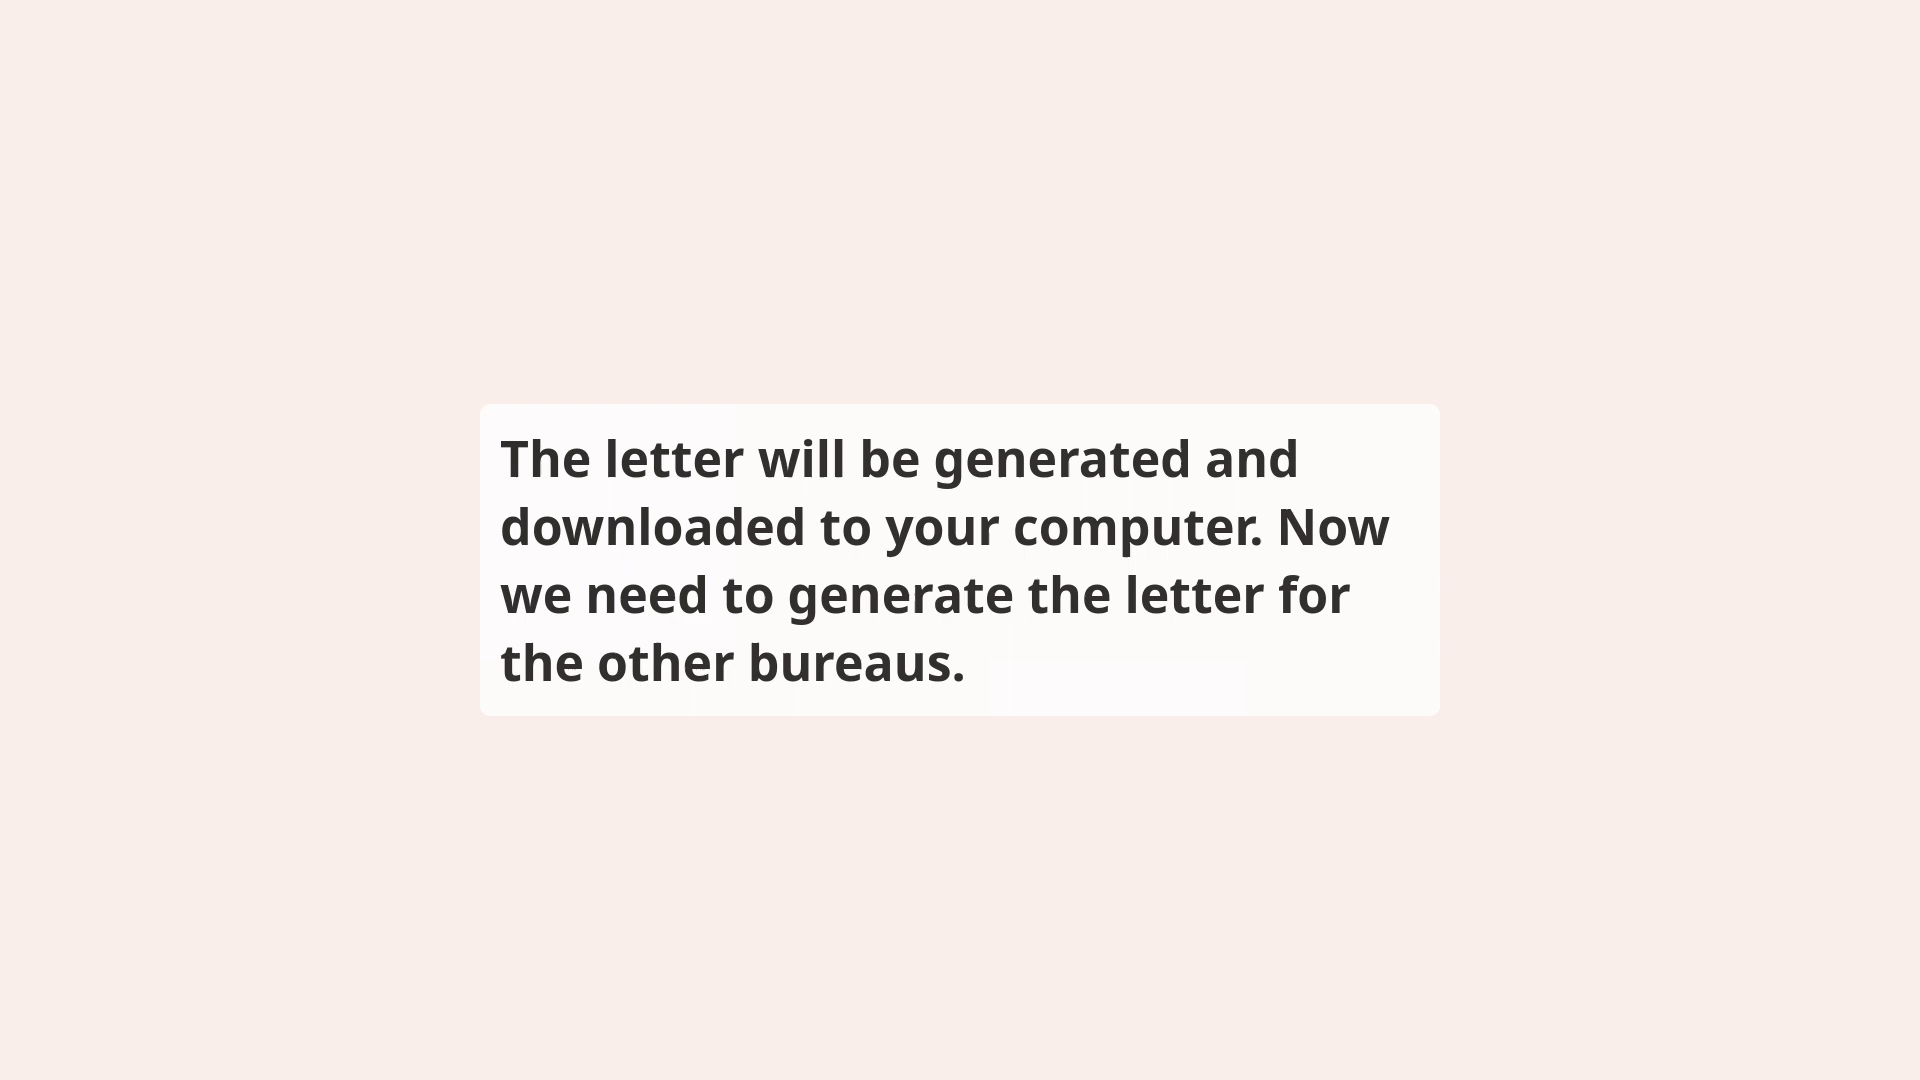 The letter will be generated and
downloaded to your computer. Now
we need to generate the letter for
the other bureaus.